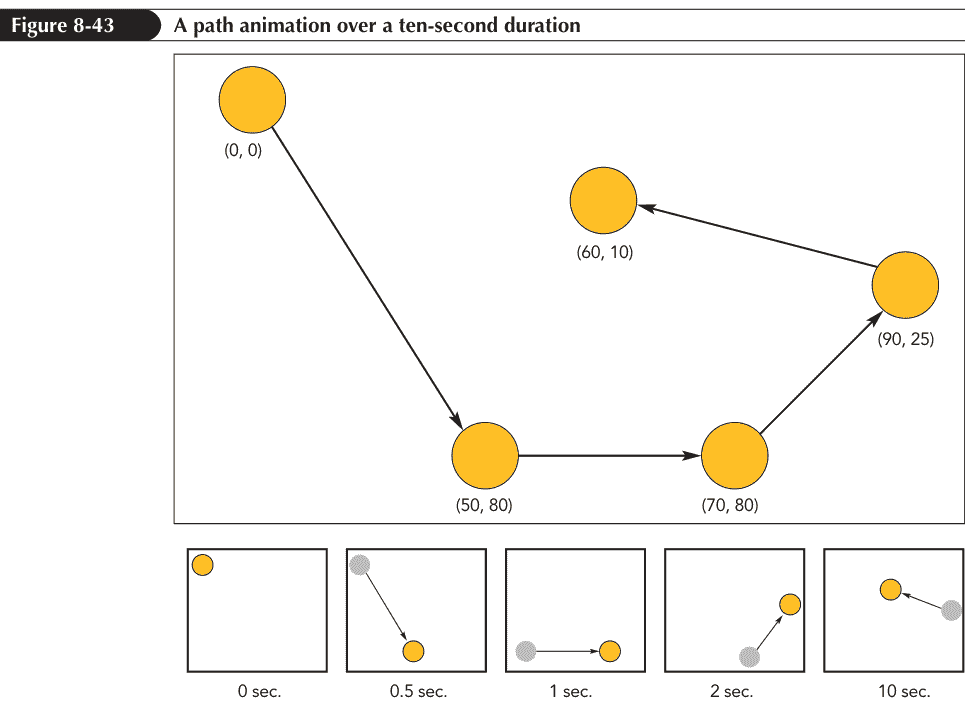 Figure 8-43 A path animation over a ten-second duration
(0, 0)
(60, 10)
(90, 25)
(50, 80) (70, 80)
0 sec. 0.5 sec. 1 sec. 2 sec. 10 sec.